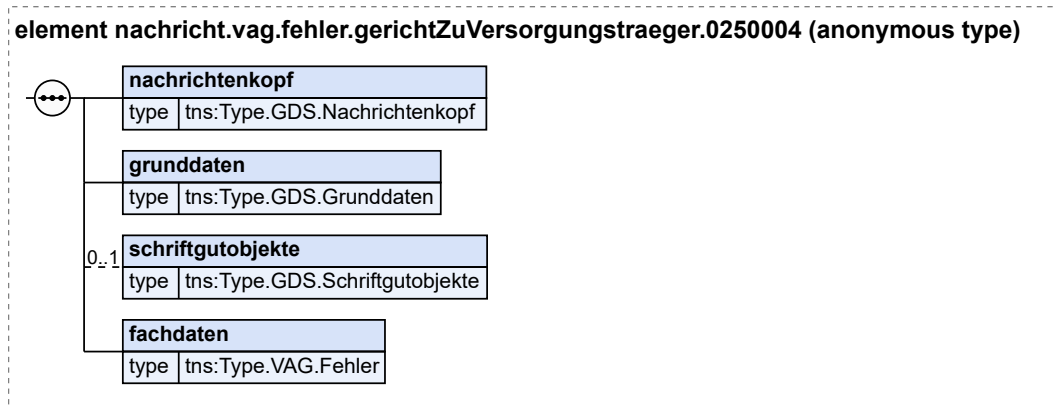 element nachricht.vag.fehler.gerichtZuVersorgungstraeger.0250004 (anonymous type)
nachrichtenkopf
type tns:Type.GDS.Nachrichtenkopf
grunddaten
type tns:Type.GDS.Grunddaten
0..1
schriftgutobjekte
type tns:Type.GDS.Schriftgutobjekte
fachdaten
type tns:Type.VAG.Fehler